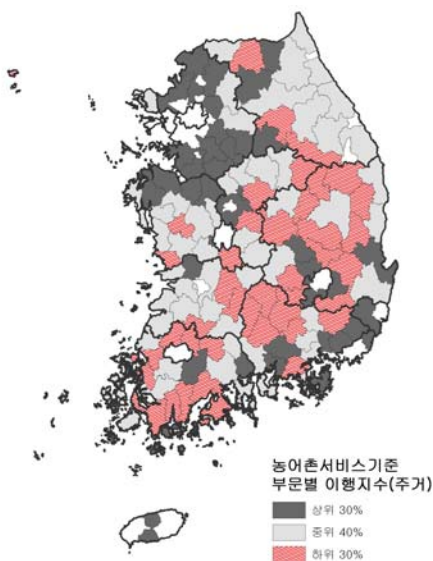 농어촌서비스기준
부문별 이행지수(주거)
상위 30%
중위 40%
하위 30%